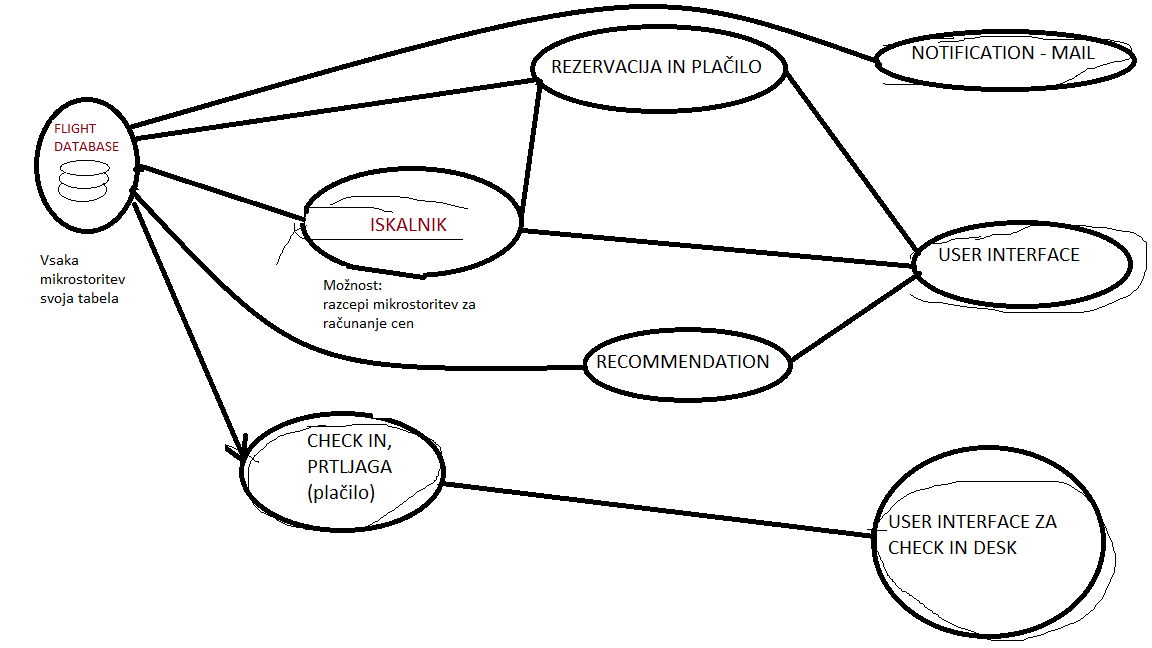 NOTIFICATION - MAIL
REZERVACIJA IN PLAČILO
FLIGHT
DATABASE
ISKALNIK
USER INTERFACE
Vsaka
mikrostoritev
svoja tabela
Možnost:
razcepi mikrostoritev za
računanje cen
RECOMMENDATION
CHECK IN,
PRTLJAGA
(plačilo)
USER INTERFACE ZA
CHECK IN DESK